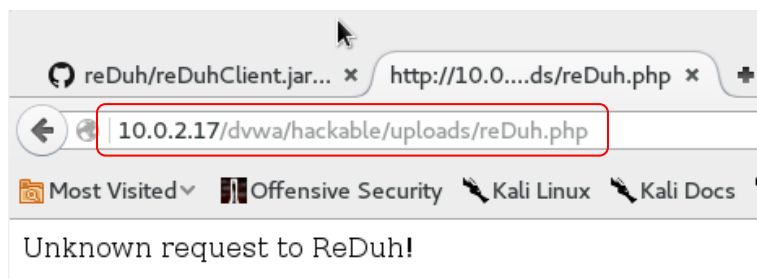 reDuh/reDuhClient.jar... × http://10.0....ds/reDuh.php ×
10.0.2.17/dvwa/hackable/uploads/reDuh.php
Most Visited Offensive Security Kali Linux Kali Docs
Unknown request to ReDuh!